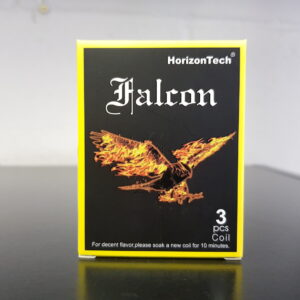 HorizonTech®
Falcon
3
pcs
Coil
For decent flavor,please soak a new coil for 10 minutes.